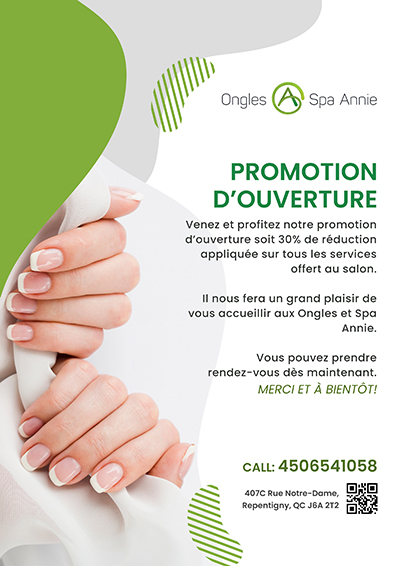 Ongles A Spa Annie
PROMOTION
D'OUVERTURE
Venez et profitez notre promotion
d'ouverture soit 30% de réduction
appliquée sur tous les services
offert au salon.
Il nous fera un grand plaisir de
vous accueillir aux Ongles et Spa
Annie.
Vous pouvez prendre
rendez-vous dès maintenant.
MERCI ET À BIENTÔT!
CALL: 4506541058
407C Rue Notre-Dame,
Repentigny, QC J6A 2T2